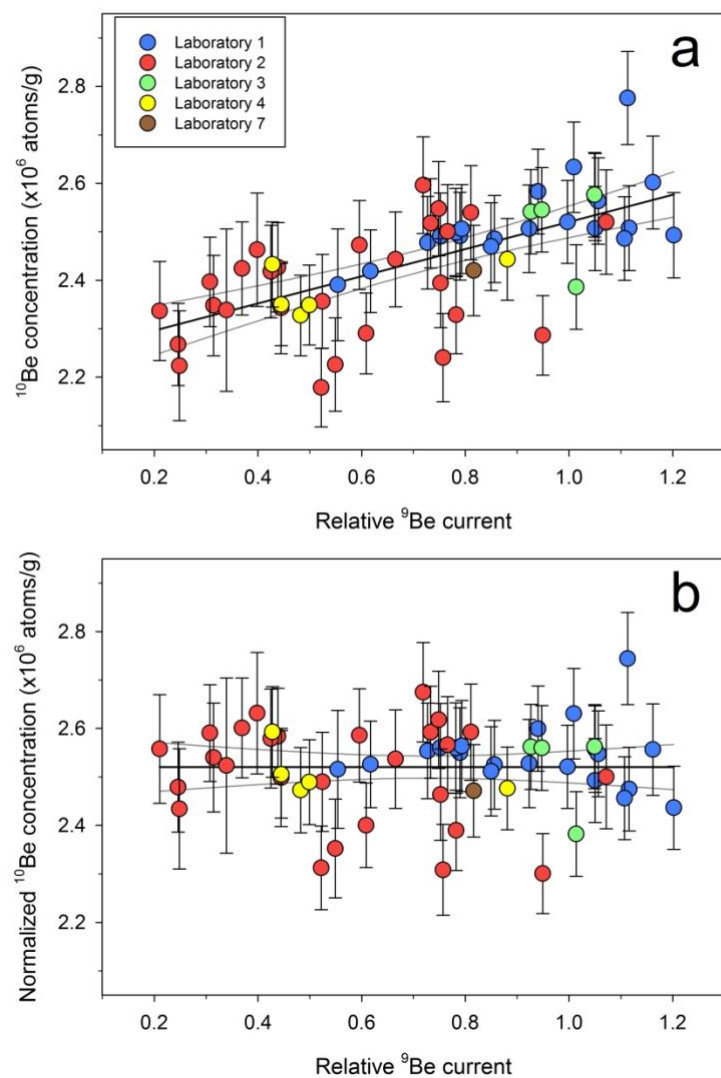 a
Laboratory 1
Laboratory 2
Laboratory 3
Laboratory 4
Laboratory 7
¹⁰Be concentration (x10⁶ atoms/g)
2.8
2.6
2.4
2.2
0.2 0.4 0.6 0.8 1.0 1.2
Relative ⁹Be current
b
Normalized ¹⁰Be concentration (x10⁶ atoms/g)
2.8
2.6
2.4
2.2
0.2 0.4 0.6 0.8 1.0 1.2
Relative ⁹Be current